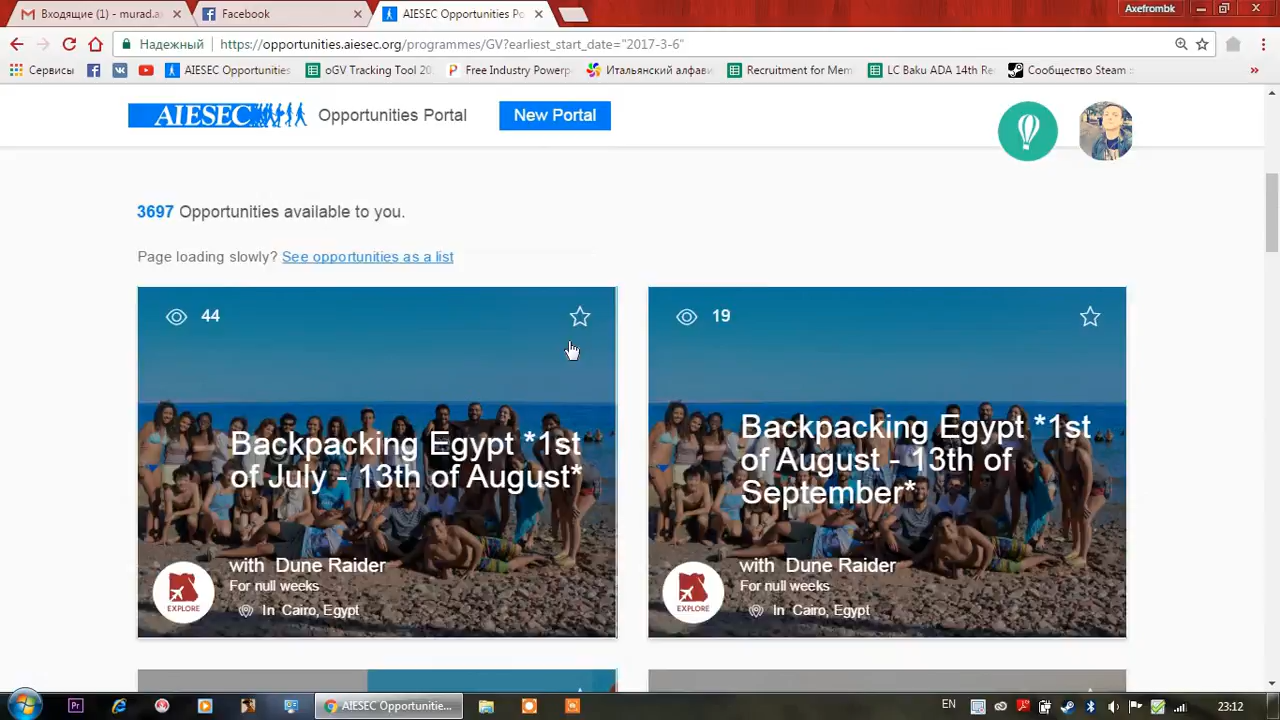 Входящие (1) - murad.a
Facebook
AIESEC Opportunities Po
Axefrombk
Надежный
https://opportunities.aiesec.org/programmes/GV?earliest_start_date="2017-3-6"
Сервисы
AIESEC Opportunities
oGV Tracking Tool 20
Free Industry Powerp
Итальянский алфави
Recruitment for Mem
LC Baku ADA 14th Re
Сообщество Steam ::
»
AIESEC
Opportunities Portal
New Portal
3697 Opportunities available to you.
Page loading slowly? See opportunities as a list
44
Backpacking Egypt *1st
of July - 13th of August*
with Dune Raider
For null weeks
EXPLORE
In Cairo, Egypt
19
Backpacking Egypt *1st
of August - 13th of
September*
with Dune Raider
For null weeks
EXPLORE
In Cairo, Egypt
Pr
AIESEC Opportunitie...
EN
23:12